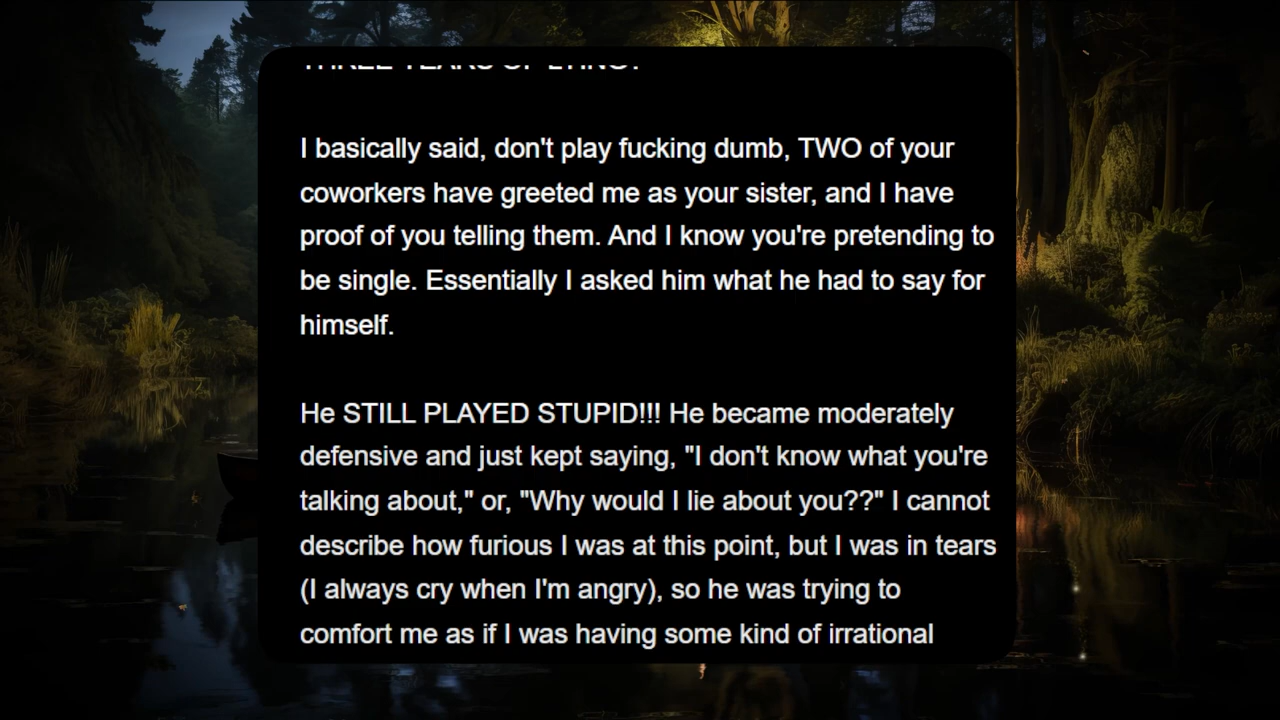 THREE YEARS OF LYING!
I basically said, don't play fucking dumb, TWO of your
coworkers have greeted me as your sister, and I have
proof of you telling them. And I know you're pretending to
be single. Essentially I asked him what he had to say for
himself.
He STILL PLAYED STUPID!!! He became moderately
defensive and just kept saying, "I don't know what you're
talking about," or, "Why would I lie about you??" I cannot
describe how furious I was at this point, but I was in tears
(I always cry when I'm angry), so he was trying to
comfort me as if I was having some kind of irrational